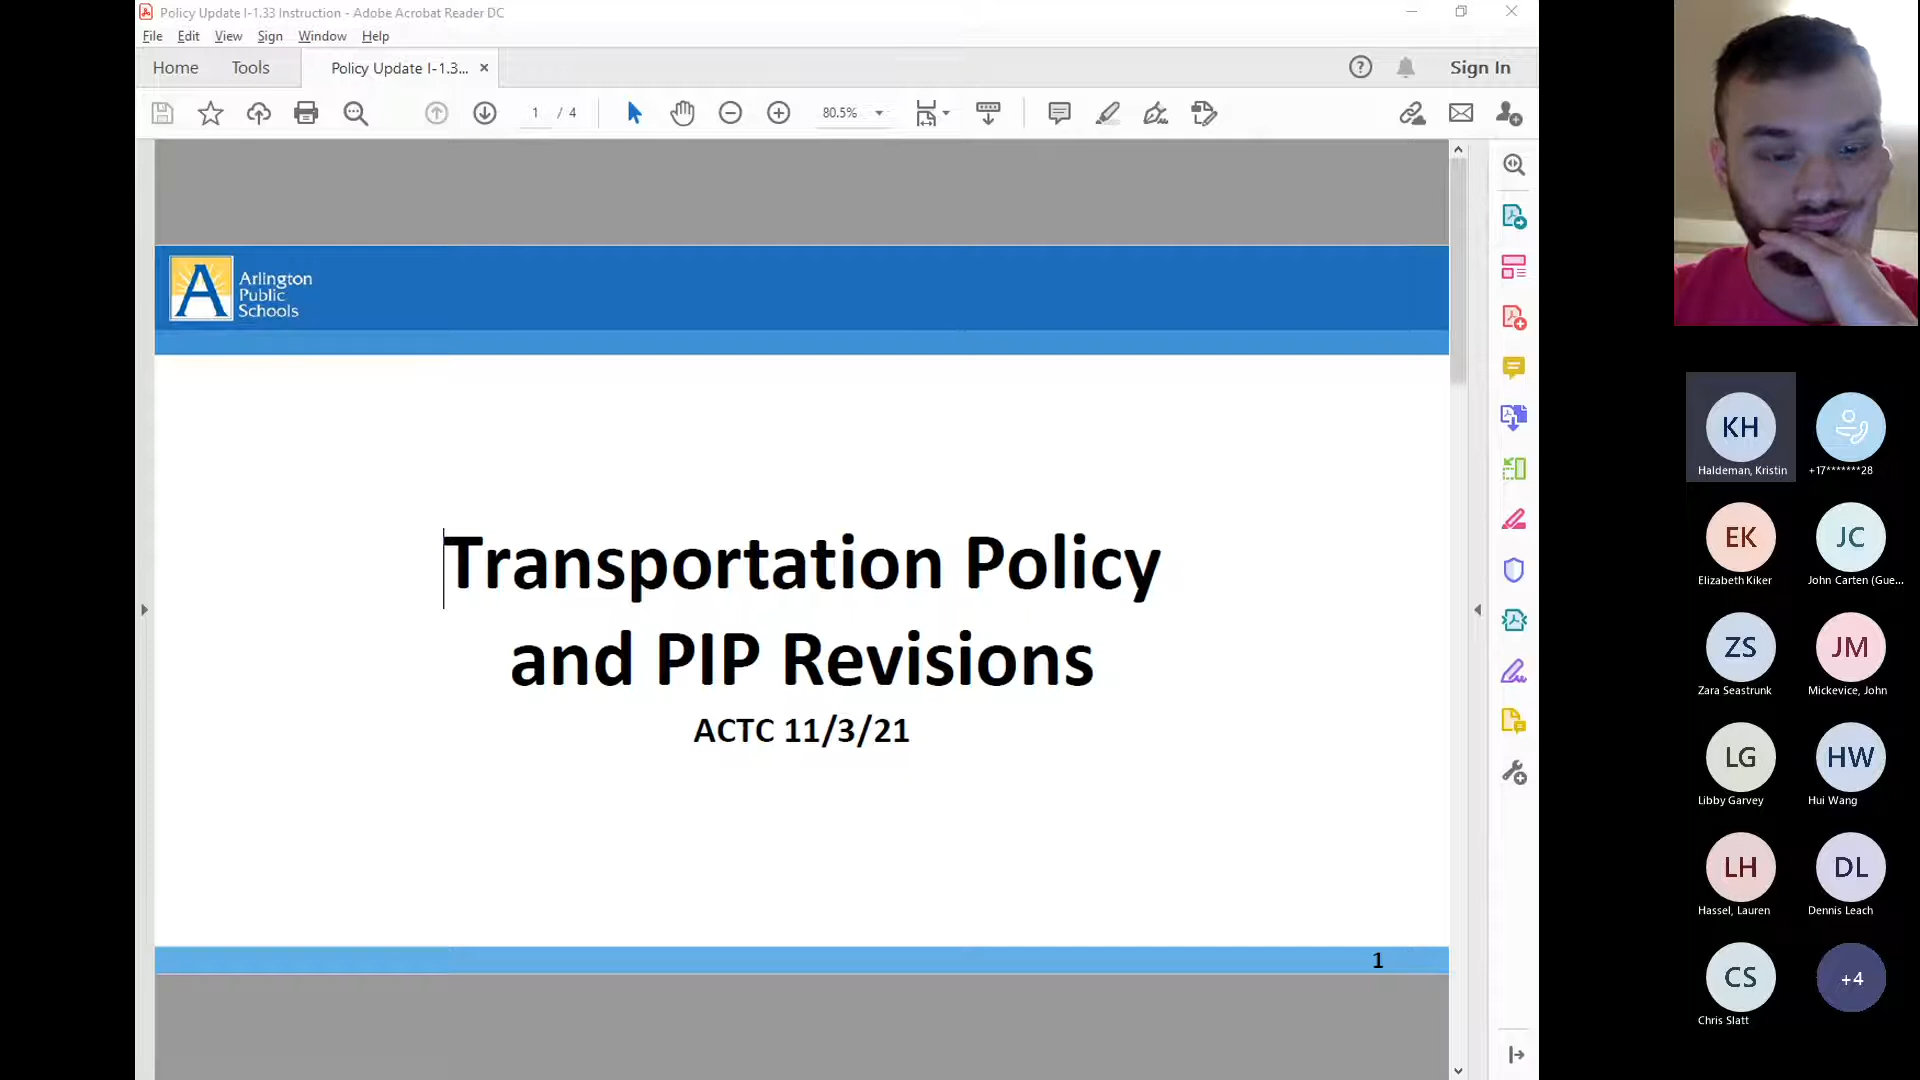 Policy Update I-1.33 Instruction - Adobe Acrobat Reader DC
File Edit View Sign Window Help
Home Tools Policy Update I-1.3... × Sign In
1 / 4 80.5%
Arlington
Public
Schools
Transportation Policy
and PIP Revisions
ACTC 11/3/21
1
KH
Haldeman, Kristin
+17*******28
EK
Elizabeth Kiker
JC
John Carten (Gue...
ZS
Zara Seastrunk
JM
Mickevice, John
LG
Libby Garvey
HW
Hui Wang
LH
Hassel, Lauren
DL
Dennis Leach
CS
Chris Slatt
+4